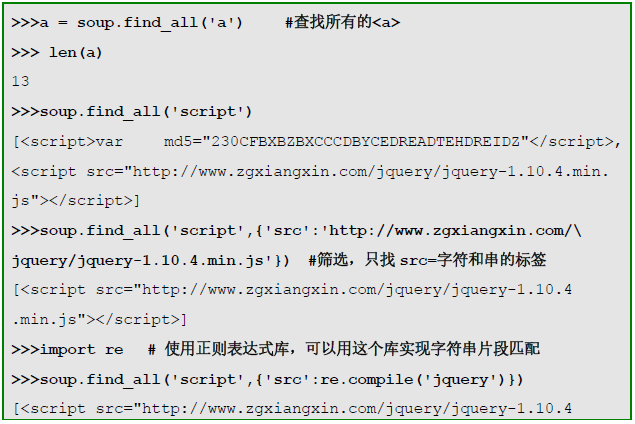 >>>a = soup.find_all('a')    #查找所有的<a>
>>> len(a)
13
>>>soup.find_all('script')
[<script>var    md5="230CFBXBZBXCCCDBYCEDREADTEHDREIDZ"</script>,
<script src="http://www.zgxiangxin.com/jquery/jquery-1.10.4.min.
js"></script>]
>>>soup.find_all('script',{'src':'http://www.zgxiangxin.com/\
jquery/jquery-1.10.4.min.js'})  #筛选，只找 src=字符和串的标签
[<script src="http://www.zgxiangxin.com/jquery/jquery-1.10.4
.min.js"></script>]
>>>import re  # 使用正则表达式库，可以用这个库实现字符串片段匹配
>>>soup.find_all('script',{'src':re.compile('jquery')})
[<script src="http://www.zgxiangxin.com/jquery/jquery-1.10.4